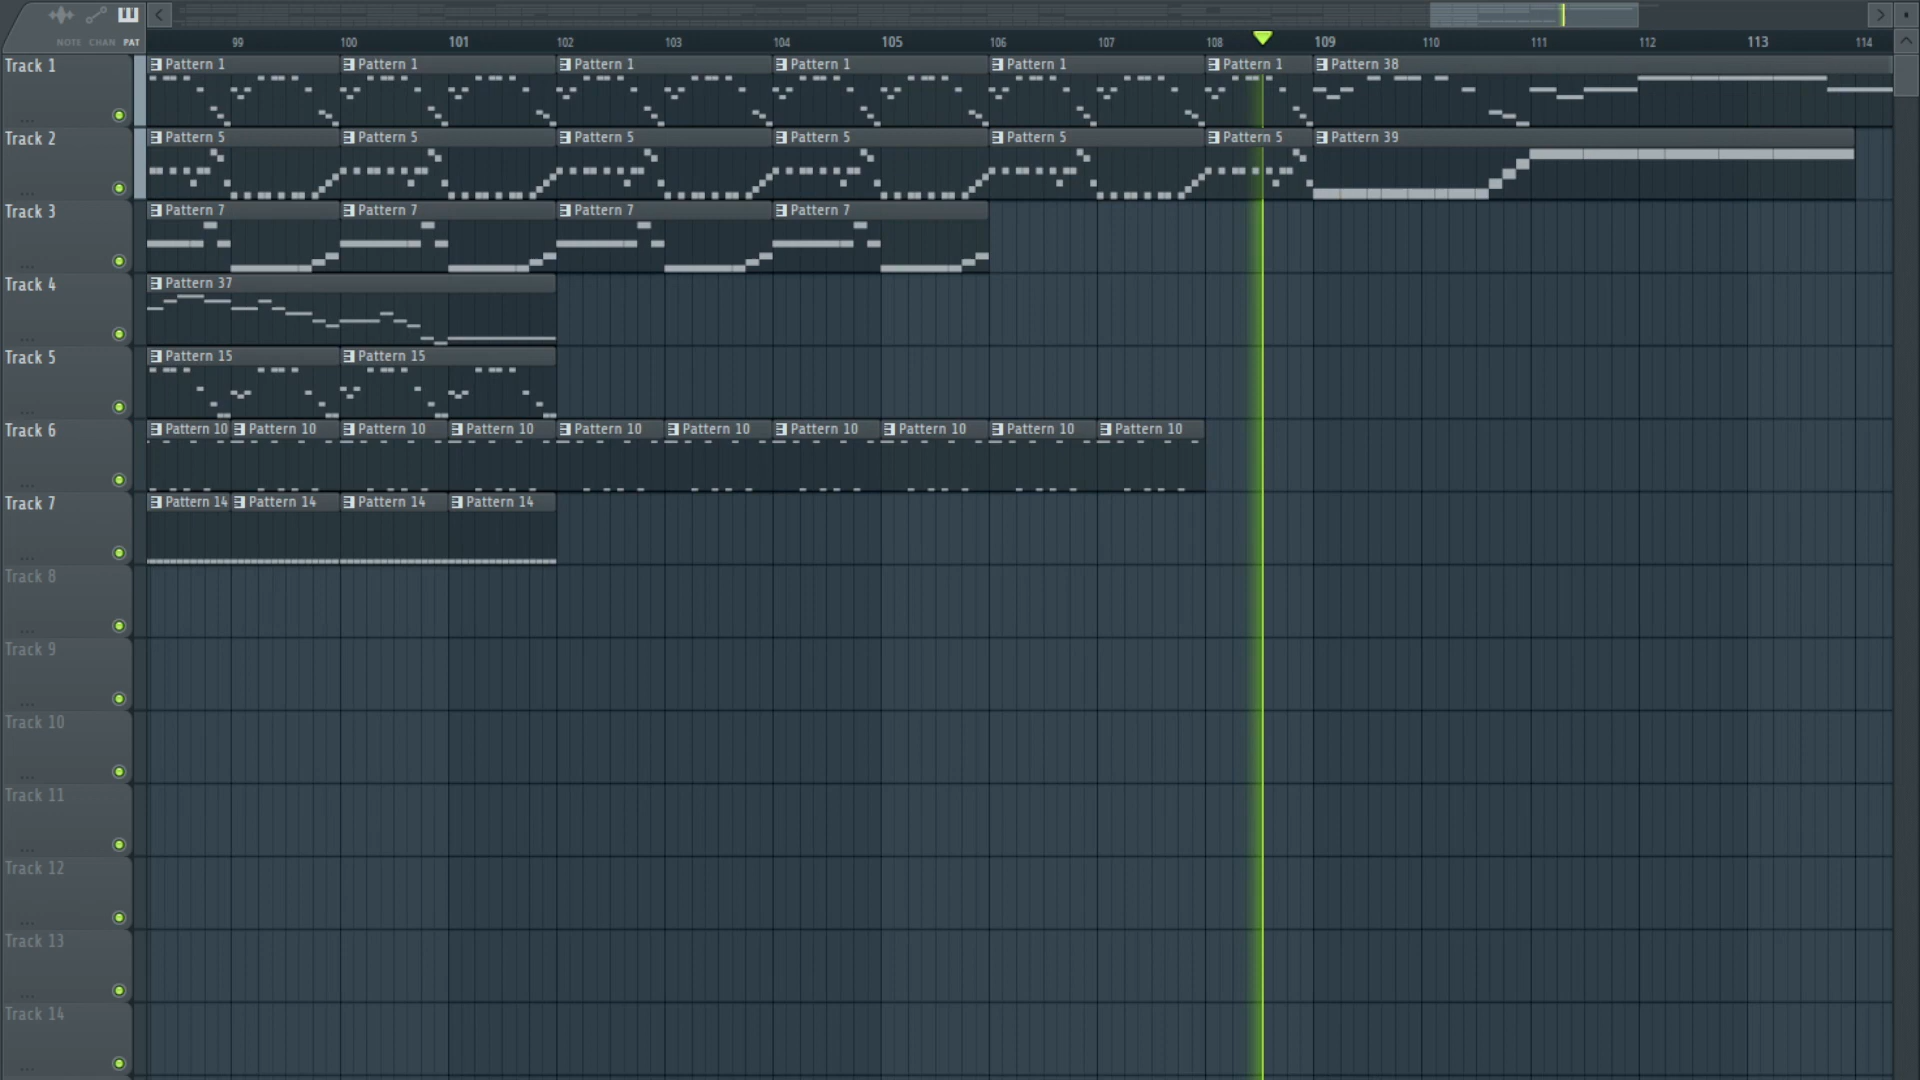 NOTE CHAN PAT
99 100 101 102 103 104 105 106 107 108 109 110 111 112 113 114
Track 1
Pattern 1 Pattern 1 Pattern 1 Pattern 1 Pattern 1 Pattern 1 Pattern 38
Track 2
Pattern 5 Pattern 5 Pattern 5 Pattern 5 Pattern 5 Pattern 5 Pattern 39
Track 3
Pattern 7 Pattern 7 Pattern 7 Pattern 7
Track 4
Pattern 37
Track 5
Pattern 15 Pattern 15
Track 6
Pattern 10 Pattern 10 Pattern 10 Pattern 10 Pattern 10 Pattern 10 Pattern 10 Pattern 10 Pattern 10 Pattern 10
Track 7
Pattern 14 Pattern 14 Pattern 14 Pattern 14
Track 8
Track 9
Track 10
Track 11
Track 12
Track 13
Track 14